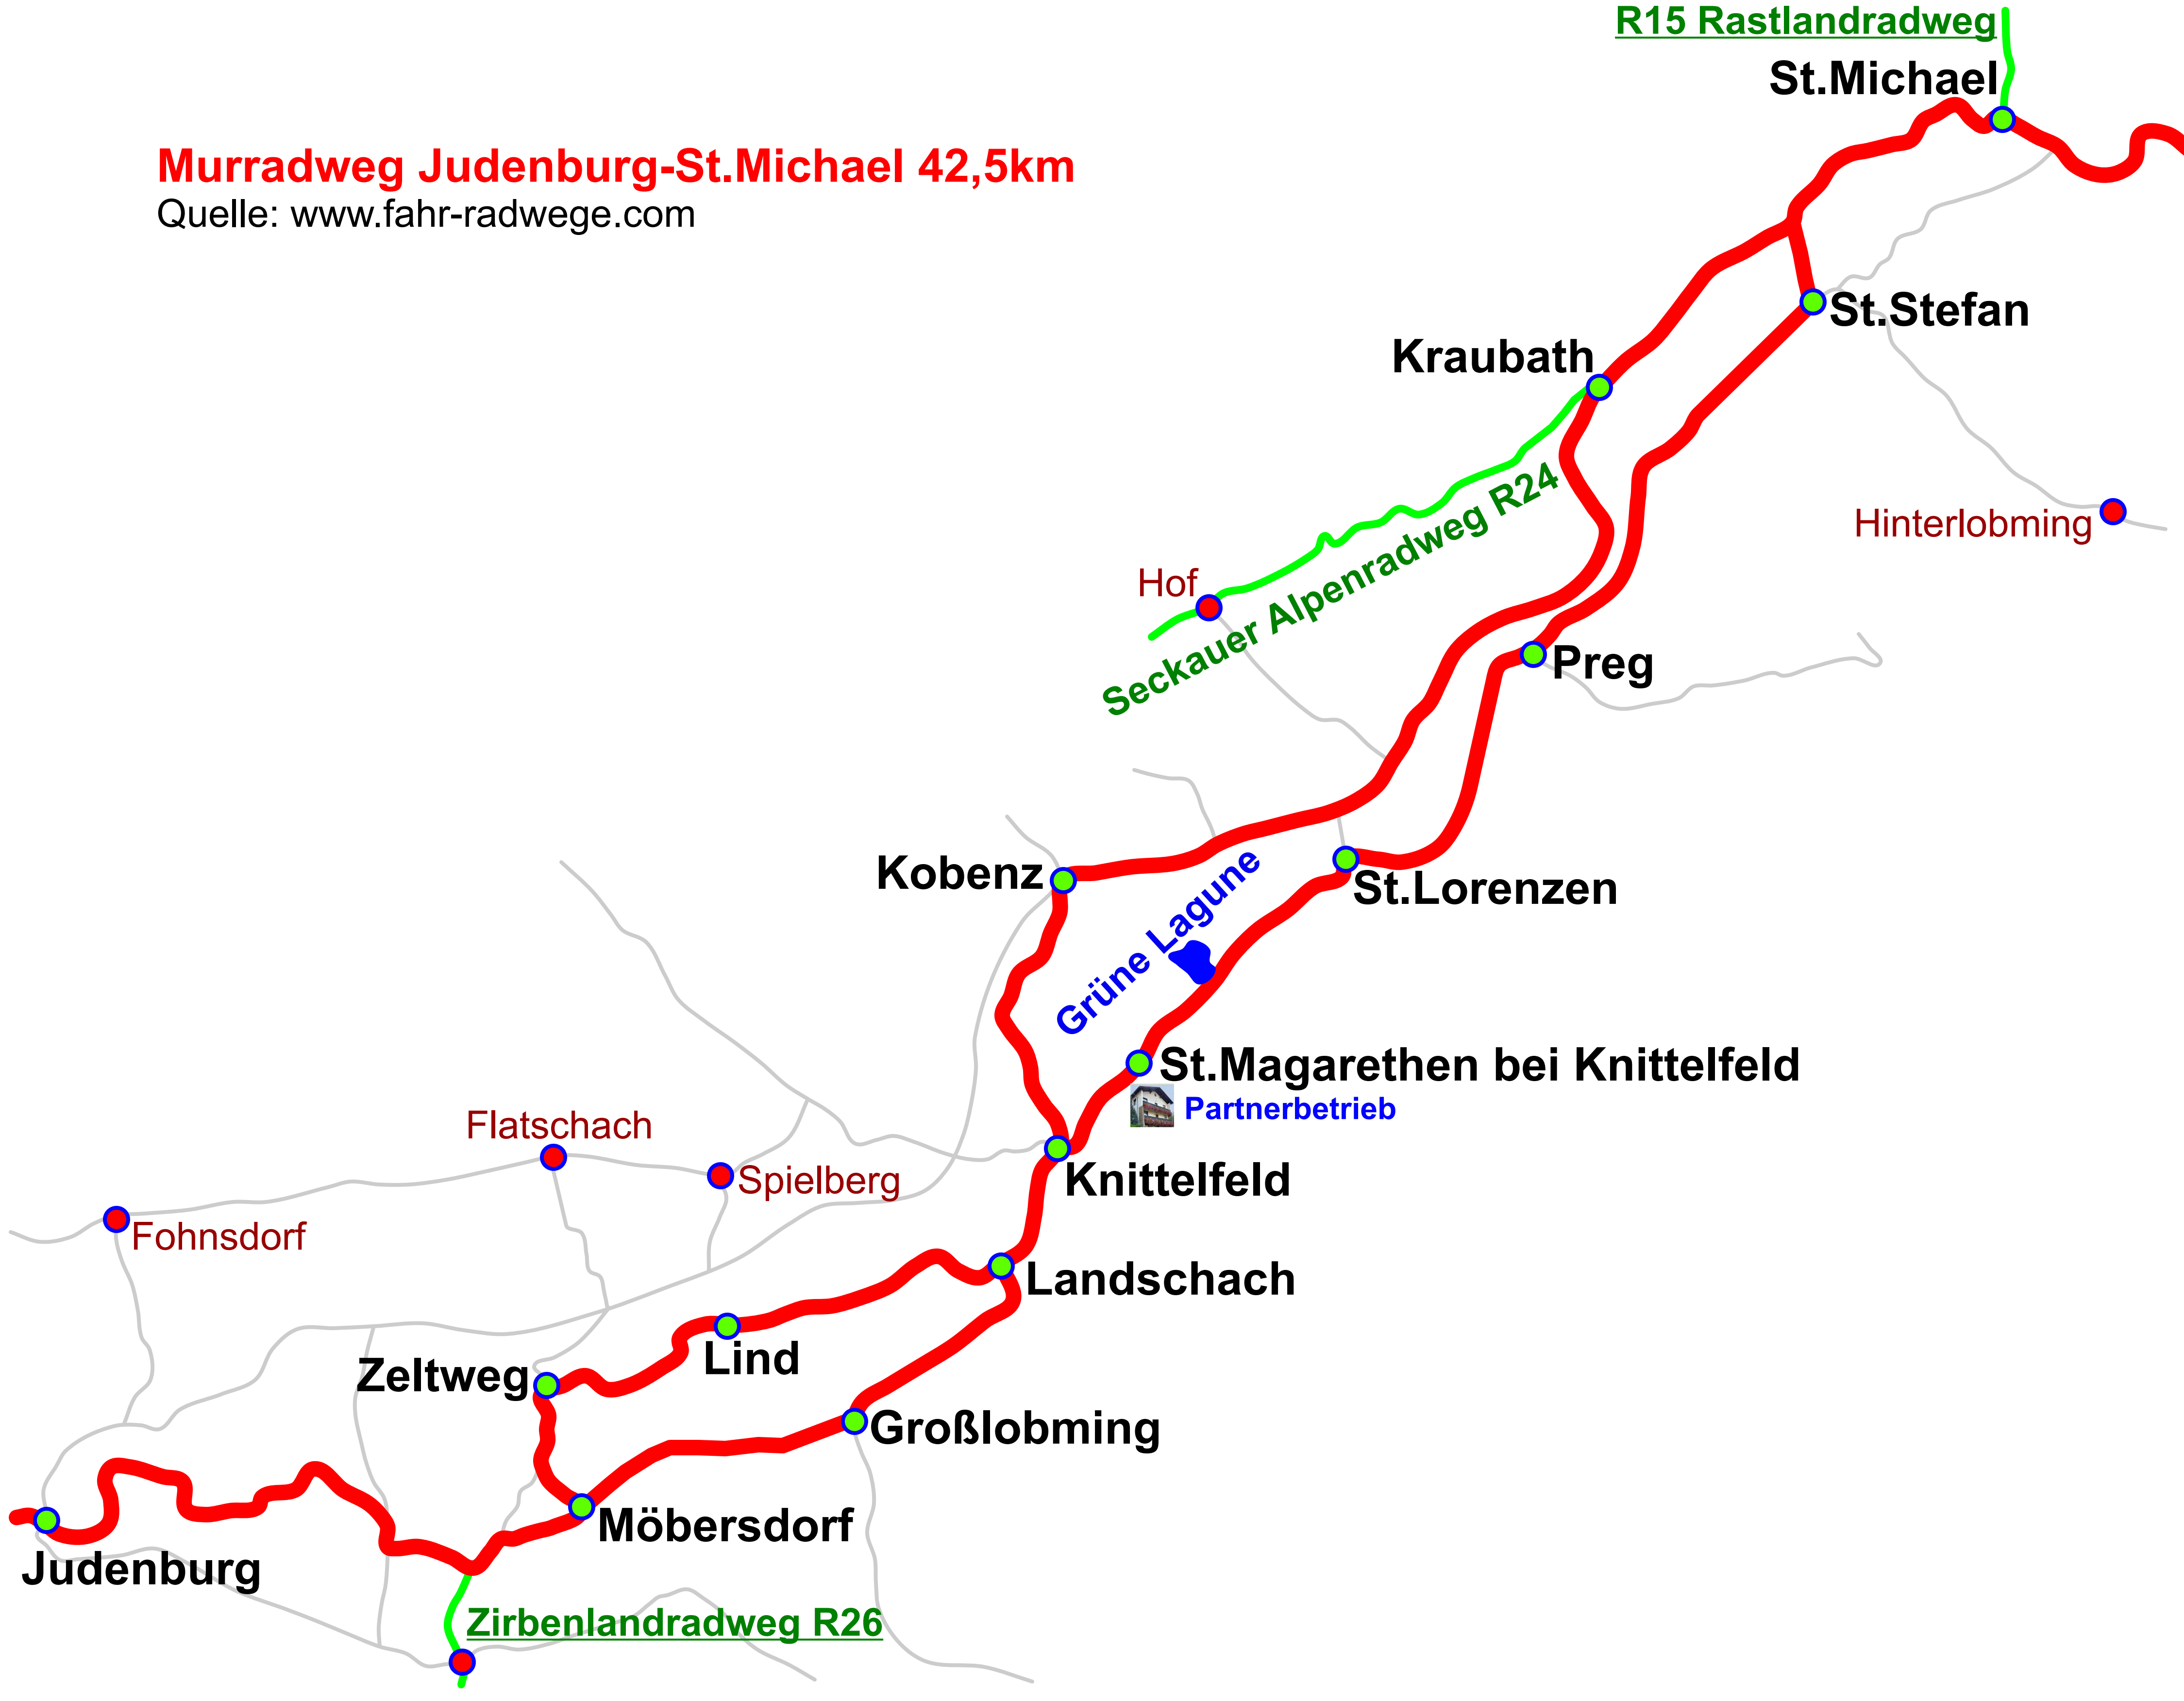 R15 Rastlandradweg
St.Michael
Murradweg Judenburg-St.Michael 42,5km
Quelle: www.fahr-radwege.com
St.Stefan
Kraubath
Hinterlobming
Seckauer Alpenradweg R24
Hof
Preg
Kobenz
St.Lorenzen
Grüne Lagune
St.Magarethen bei Knittelfeld
Partnerbetrieb
Flatschach
Spielberg
Knittelfeld
Fohnsdorf
Landschach
Lind
Zeltweg
Großlobming
Möbersdorf
Judenburg
Zirbenlandradweg R26